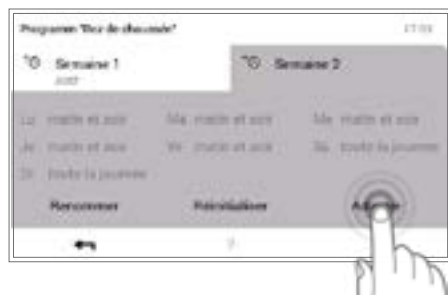 Programme "Rez de chaussée" 17:01
Semaine 1 Semaine 2
Lu matin et soir Ma matin et soir Me matin et soir
Je matin et soir Ve matin et soir Sa toute la journée
Di toute la journée
Renommer Réinitialiser